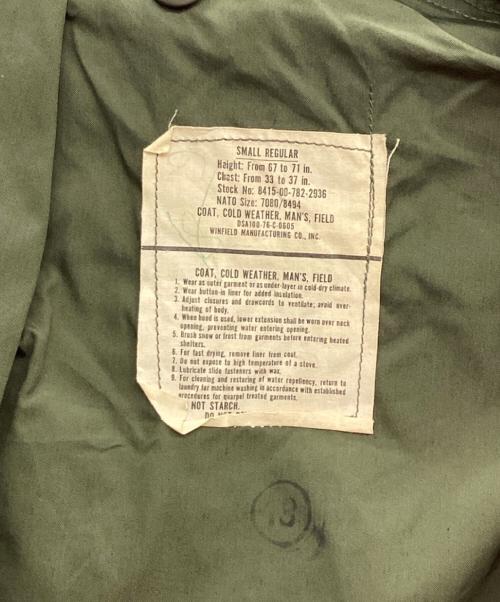 SMALL REGULAR
Height: From 67 to 71 in.
Chest: From 33 to 37 in.
Stock No: 8415-00-782-2936
NATO Size: 7080/8494
COAT, COLD WEATHER, MAN'S, FIELD
DSA100-76-C-0605
WINFIELD MANUFACTURING CO., INC.
COAT, COLD WEATHER, MAN'S, FIELD
1. Wear as outer garment or as under-layer in cold-dry climate.
2. Wear button-in liner for added insulation.
3. Adjust closures and drawcords to ventilate; avoid over-
heating of body.
4. When hood is used, lower extension shall be worn over neck
opening, preventing water entering opening.
5. Brush snow or frost from garments before entering heated
shelters.
6. For fast drying, remove liner from coat.
7. Do not expose to high temperature of a stove.
8. Lubricate slide fasteners with wax.
9. For cleaning and restoring of water repellency, return to
laundry for machine washing in accordance with established
procedures for quarpel treated garments.
NOT STARCH.
DO NOT